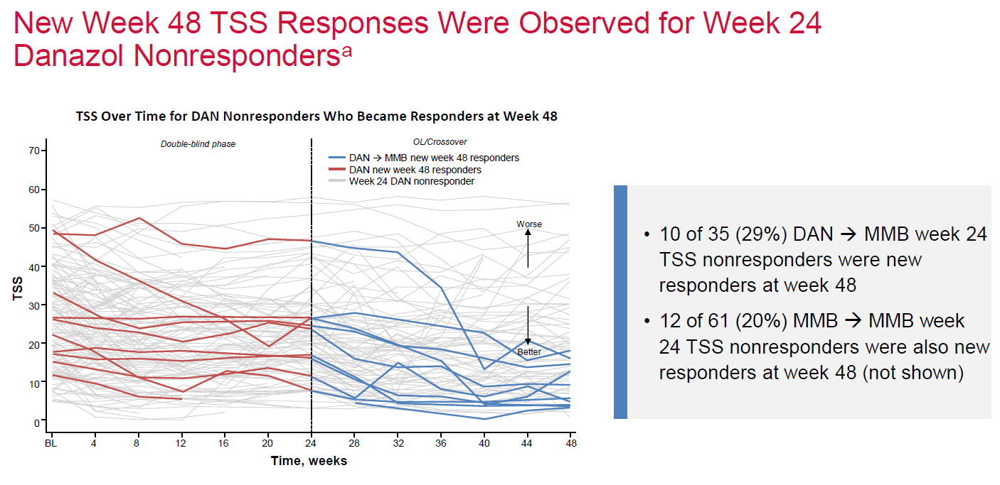 New Week 48 TSS Responses Were Observed for Week 24
Danazol Nonrespondersᵃ
TSS Over Time for DAN Nonresponders Who Became Responders at Week 48
Double-blind phase
OL/Crossover
DAN → MMB new week 48 responders
DAN new week 48 responders
Week 24 DAN nonresponder
TSS
70
60
50
40
30
20
10
0
Worse
Better
BL 4 8 12 16 20 24 28 32 36 40 44 48
Time, weeks
• 10 of 35 (29%) DAN → MMB week 24
TSS nonresponders were new
responders at week 48
• 12 of 61 (20%) MMB → MMB week
24 TSS nonresponders were also new
responders at week 48 (not shown)